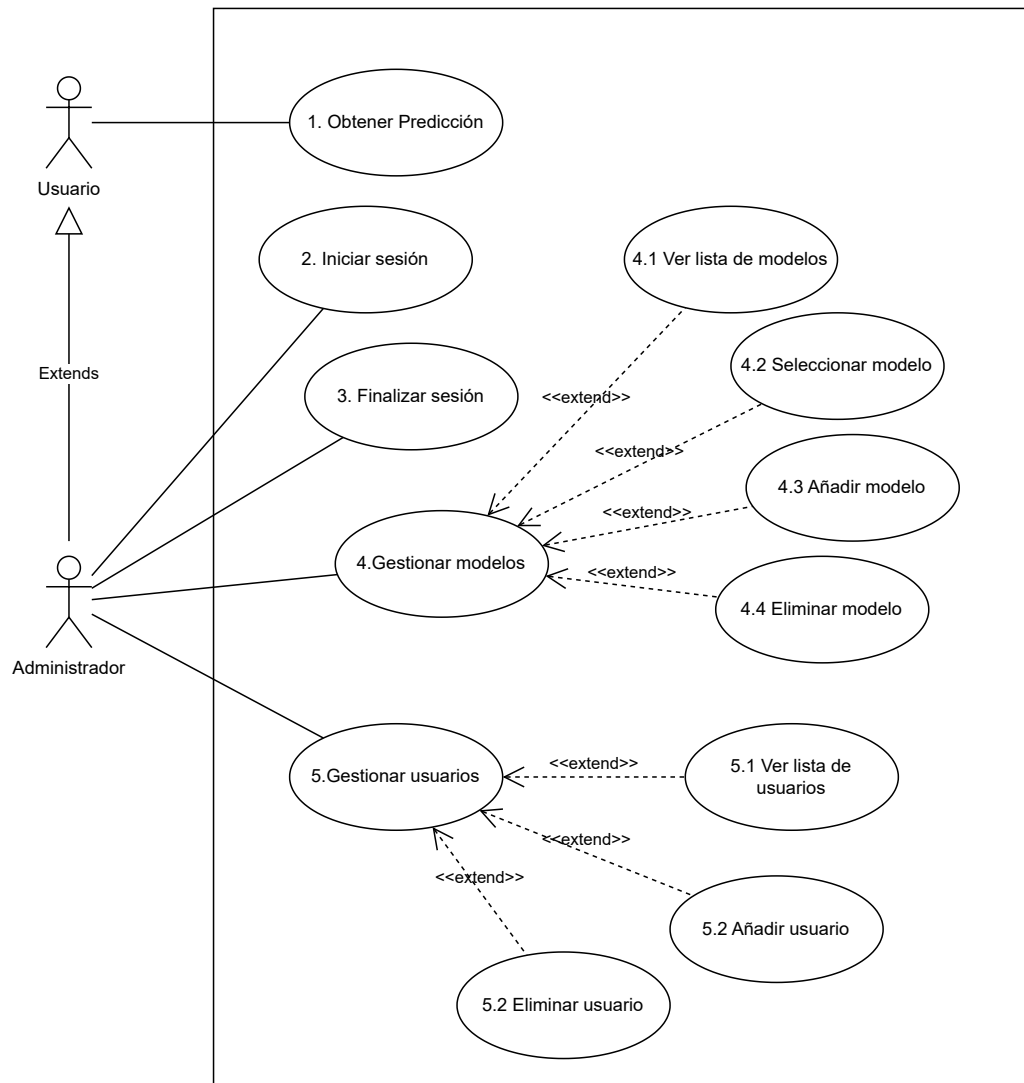 1. Obtener Predicción
Usuario
2. Iniciar sesión
4.1 Ver lista de modelos
4.2 Seleccionar modelo
Extends
3. Finalizar sesión
<<extend>>
<<extend>>
4.3 Añadir modelo
<<extend>>
4.Gestionar modelos
<<extend>>
4.4 Eliminar modelo
Administrador
5.Gestionar usuarios
<<extend>>
5.1 Ver lista de
usuarios
<<extend>>
<<extend>>
5.2 Añadir usuario
5.2 Eliminar usuario